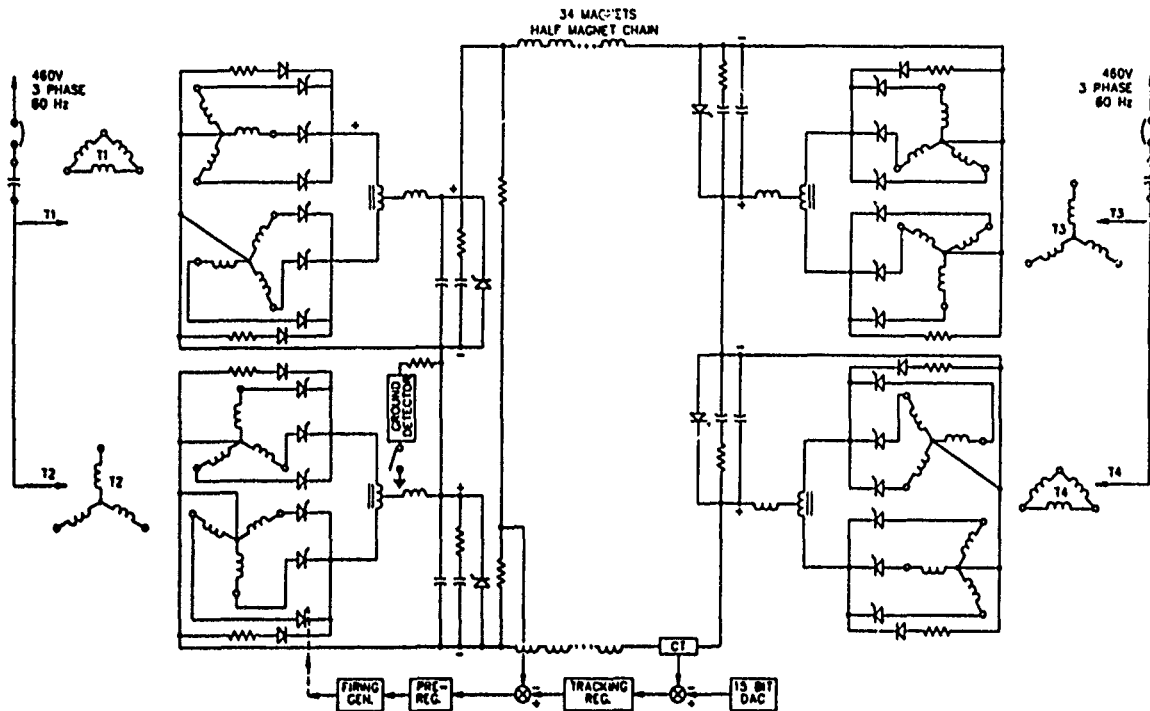 34 MAGNETS
HALF MAGNET CHAIN
460V
3 PHASE
60 Hz
T1
T1
460V
3 PHASE
60 Hz
T3
T3
GROUND
DETECTOR
T2
T2
T4
T4
CT
FIRING
GEN.
PRE-
REG.
TRACKING
REG.
15 BIT
DAC